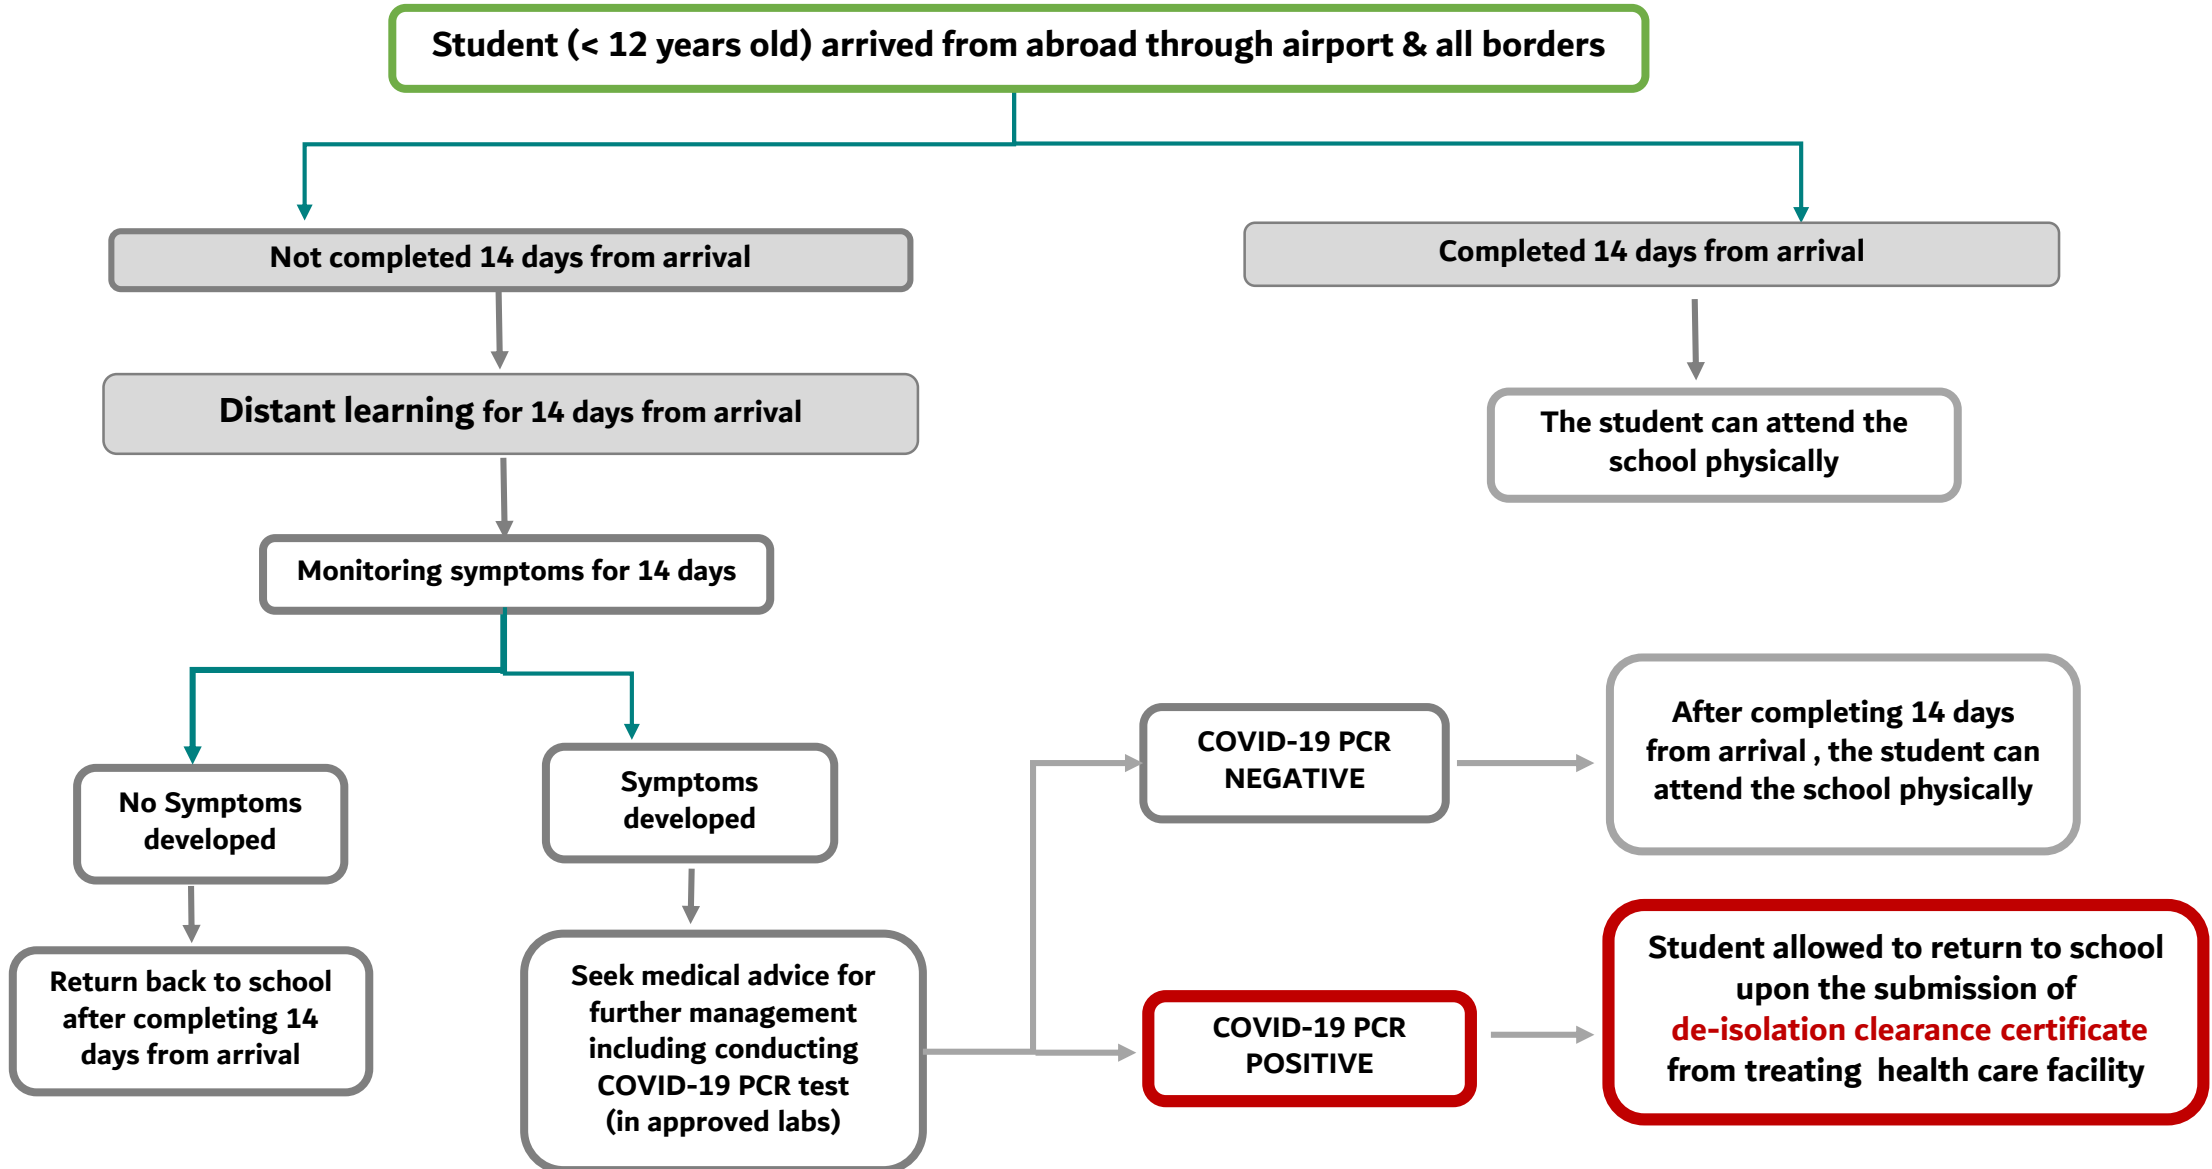 Student (< 12 years old) arrived from abroad through airport & all borders
Not completed 14 days from arrival
Completed 14 days from arrival
Distant learning for 14 days from arrival
The student can attend the
school physically
Monitoring symptoms for 14 days
No Symptoms
developed
Symptoms
developed
Return back to school
after completing 14
days from arrival
Seek medical advice for
further management
including conducting
COVID-19 PCR test
(in approved labs)
COVID-19 PCR
NEGATIVE
After completing 14 days
from arrival , the student can
attend the school physically
COVID-19 PCR
POSITIVE
Student allowed to return to school
upon the submission of
de-isolation clearance certificate
from treating health care facility